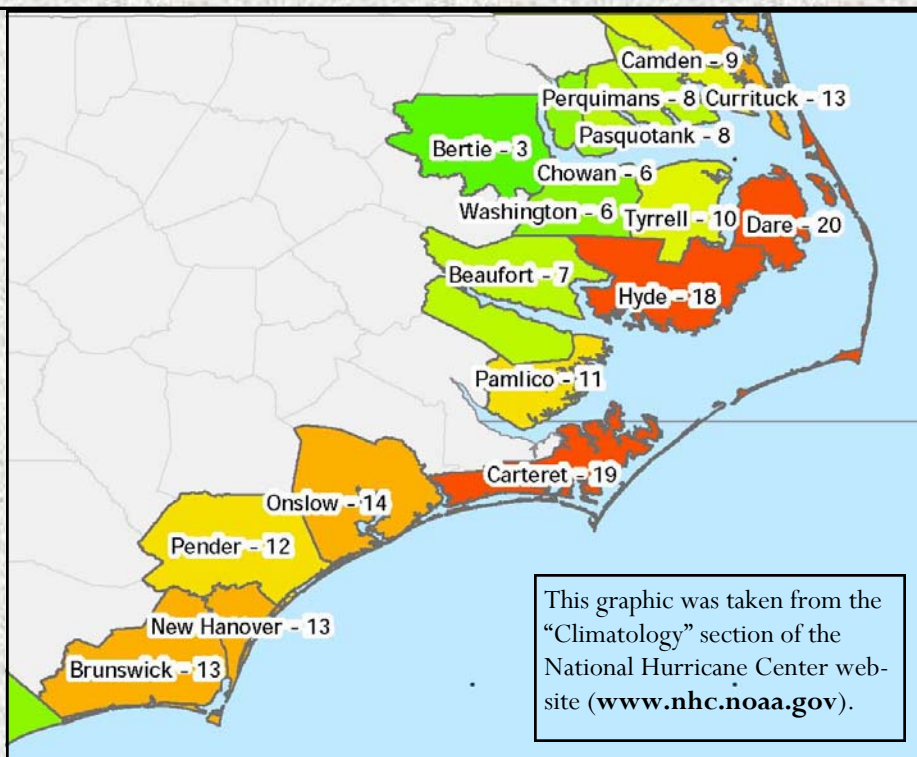 Camden - 9
Perquimans - 8
Currituck - 13
Pasquotank - 8
Bertie - 3
Chowan - 6
Washington - 6
Tyrrell - 10
Dare - 20
Beaufort - 7
Hyde - 18
Pamlico - 11
Carteret - 19
Onslow - 14
Pender - 12
New Hanover - 13
Brunswick - 13
This graphic was taken from the
“Climatology” section of the
National Hurricane Center web-
site (www.nhc.noaa.gov).